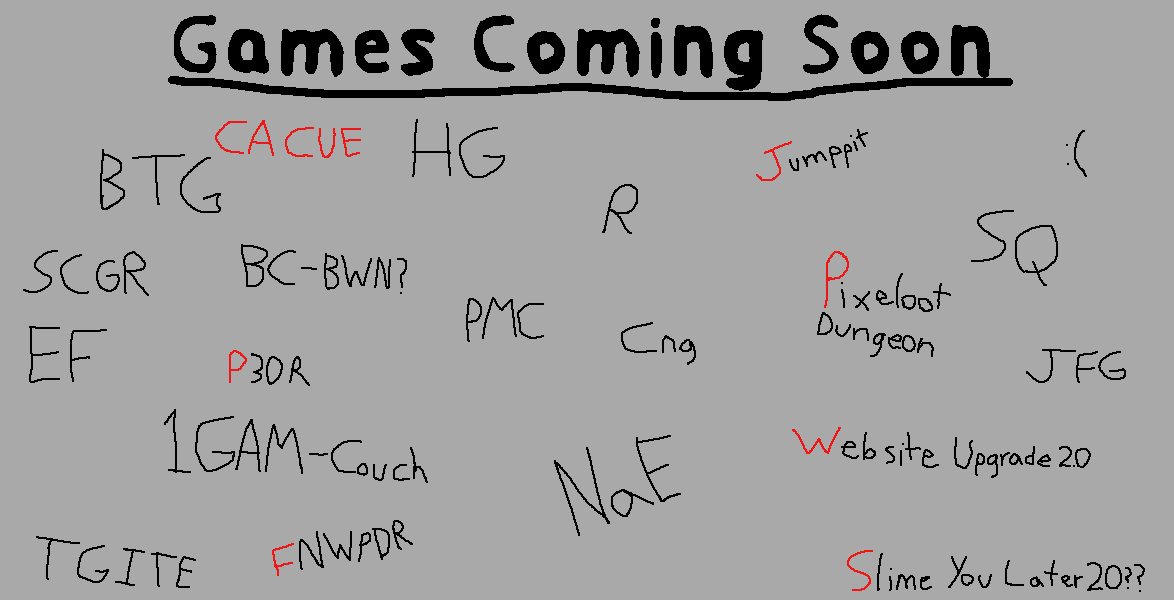 Games Coming Soon
CACUE
HG
Jumppit
:(
BTG
R
SQ
SCGR
BC-BWN?
Pixeloot
Dungeon
PMC
Cng
EF
P3OR
JFG
1GAM-Couch
Website Upgrade 2.0
NaE
TGITE
FNWPDR
Slime You Later 2.0??